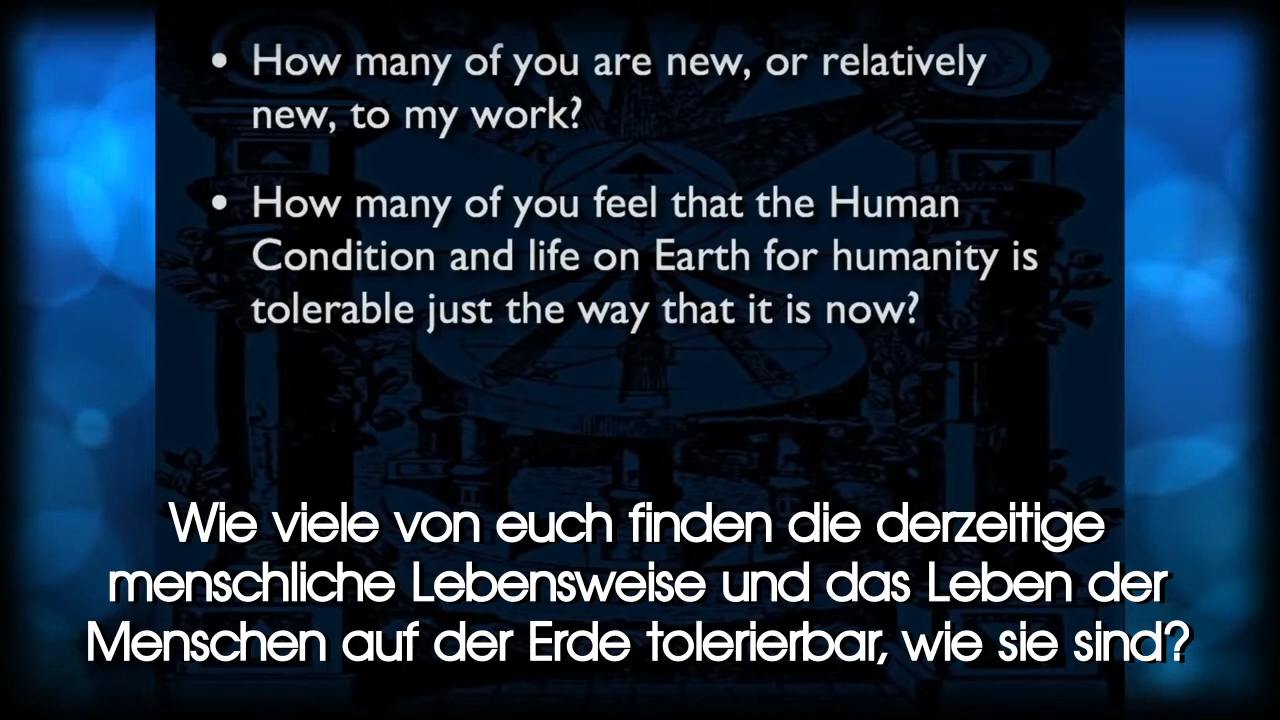 • How many of you are new, or relatively
new, to my work?
• How many of you feel that the Human
Condition and life on Earth for humanity is
tolerable just the way that it is now?
Wie viele von euch finden die derzeitige
menschliche Lebensweise und das Leben der
Menschen auf der Erde tolerierbar, wie sie sind?